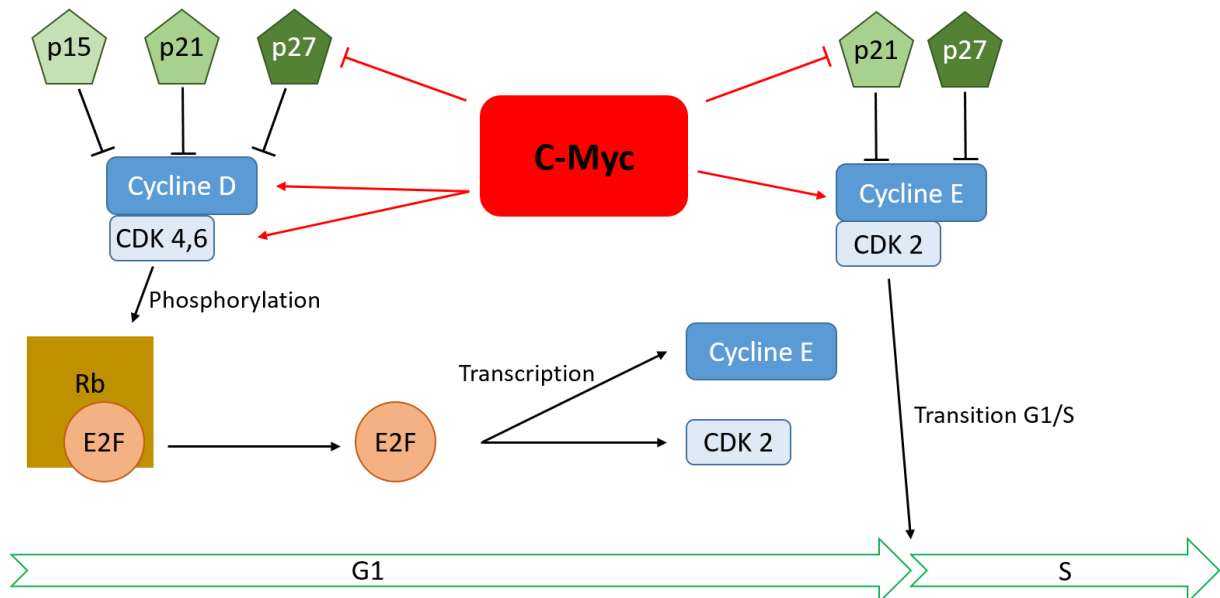 p15
p21
p27
C-Myc
p21
p27
Cycline D
CDK 4,6
Cycline E
CDK 2
Phosphorylation
Rb
E2F
E2F
Transcription
Cycline E
CDK 2
Transition G1/S
G1
S